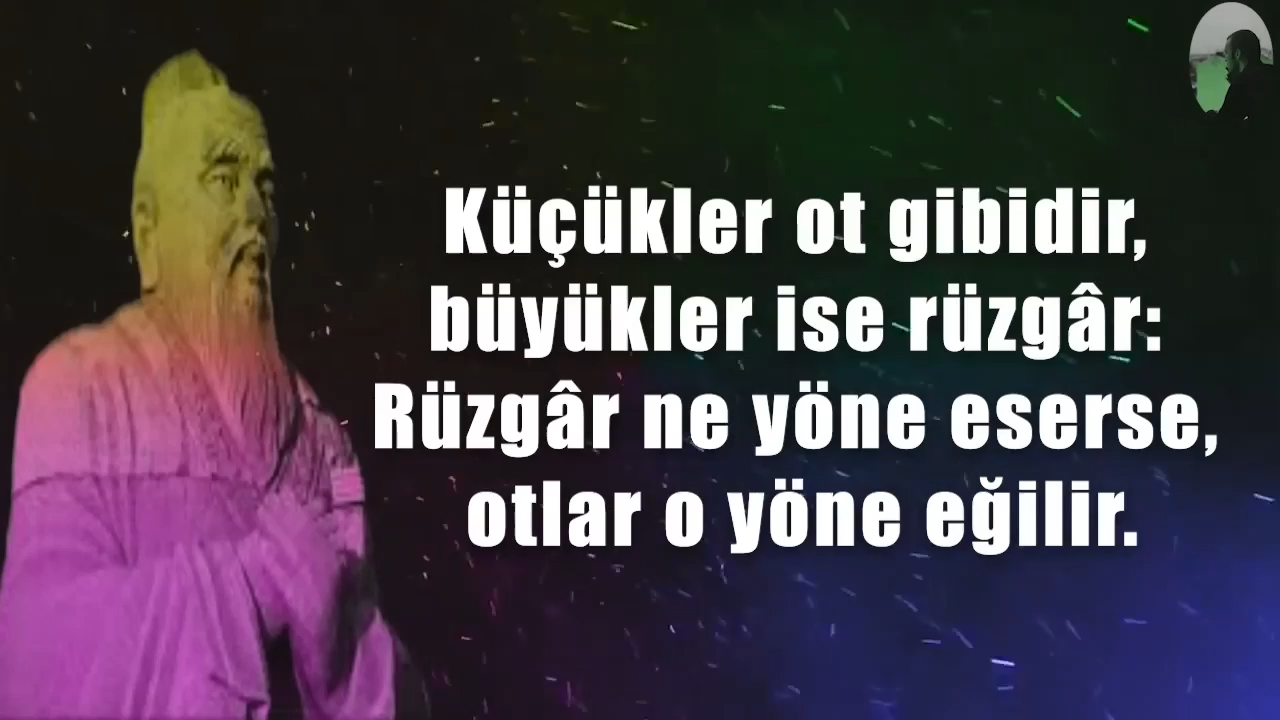 Küçükler ot gibidir,
büyükler ise rüzgâr:
Rüzgâr ne yöne eserse,
otlar o yöne eğilir.